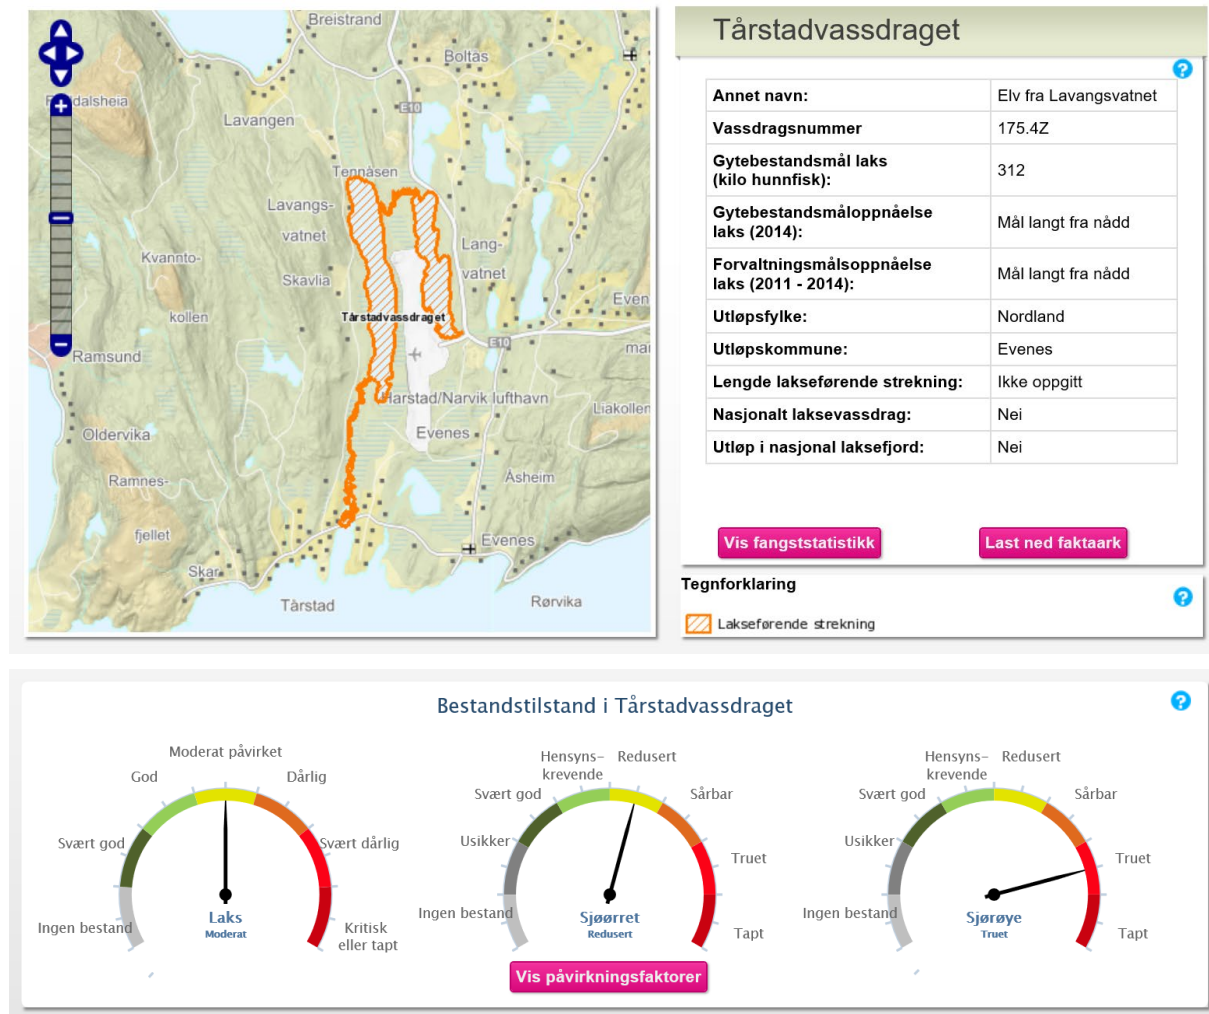 Breistrand
Boltås
E10
dalsheia
Lavangen
Tennåsen
Lavangs-
vatnet
Lang-
vatnet
Kvannto-
kollen
Skavlia
Even
Tårstadvassdraget
E10
mai
Ramsund
Harstad/Narvik lufthavn
Liakollen
Oldervika
Evenes
Ramnes-
fjellet
Åsheim
Evenes
Skar
Tårstad
Rørvika
Tårstadvassdraget
?
Annet navn: Elv fra Lavangsvatnet
Vassdragsnummer 175.4Z
Gytebestandsmål laks
(kilo hunnfisk): 312
Gytebestandsmåloppnåelse
laks (2014): Mål langt fra nådd
Forvaltningsmålsoppnåelse
laks (2011 - 2014): Mål langt fra nådd
Utløpsfylke: Nordland
Utløpskommune: Evenes
Lengde lakseførende strekning: Ikke oppgitt
Nasjonalt laksevassdrag: Nei
Utløp i nasjonal laksefjord: Nei
Vis fangststatistikk Last ned faktaark
Tegnforklaring
?
Lakseførende strekning
Bestandstilstand i Tårstadvassdraget
?
Moderat påvirket
God
Dårlig
Svært god
Svært dårlig
Ingen bestand
Kritisk
eller tapt
Laks
Moderat
Hensyns-
krevende
Redusert
Svært god
Sårbar
Usikker
Truet
Ingen bestand
Tapt
Sjøørret
Redusert
Hensyns-
krevende
Redusert
Svært god
Sårbar
Usikker
Truet
Ingen bestand
Tapt
Sjørøye
Truet
Vis påvirkningsfaktorer